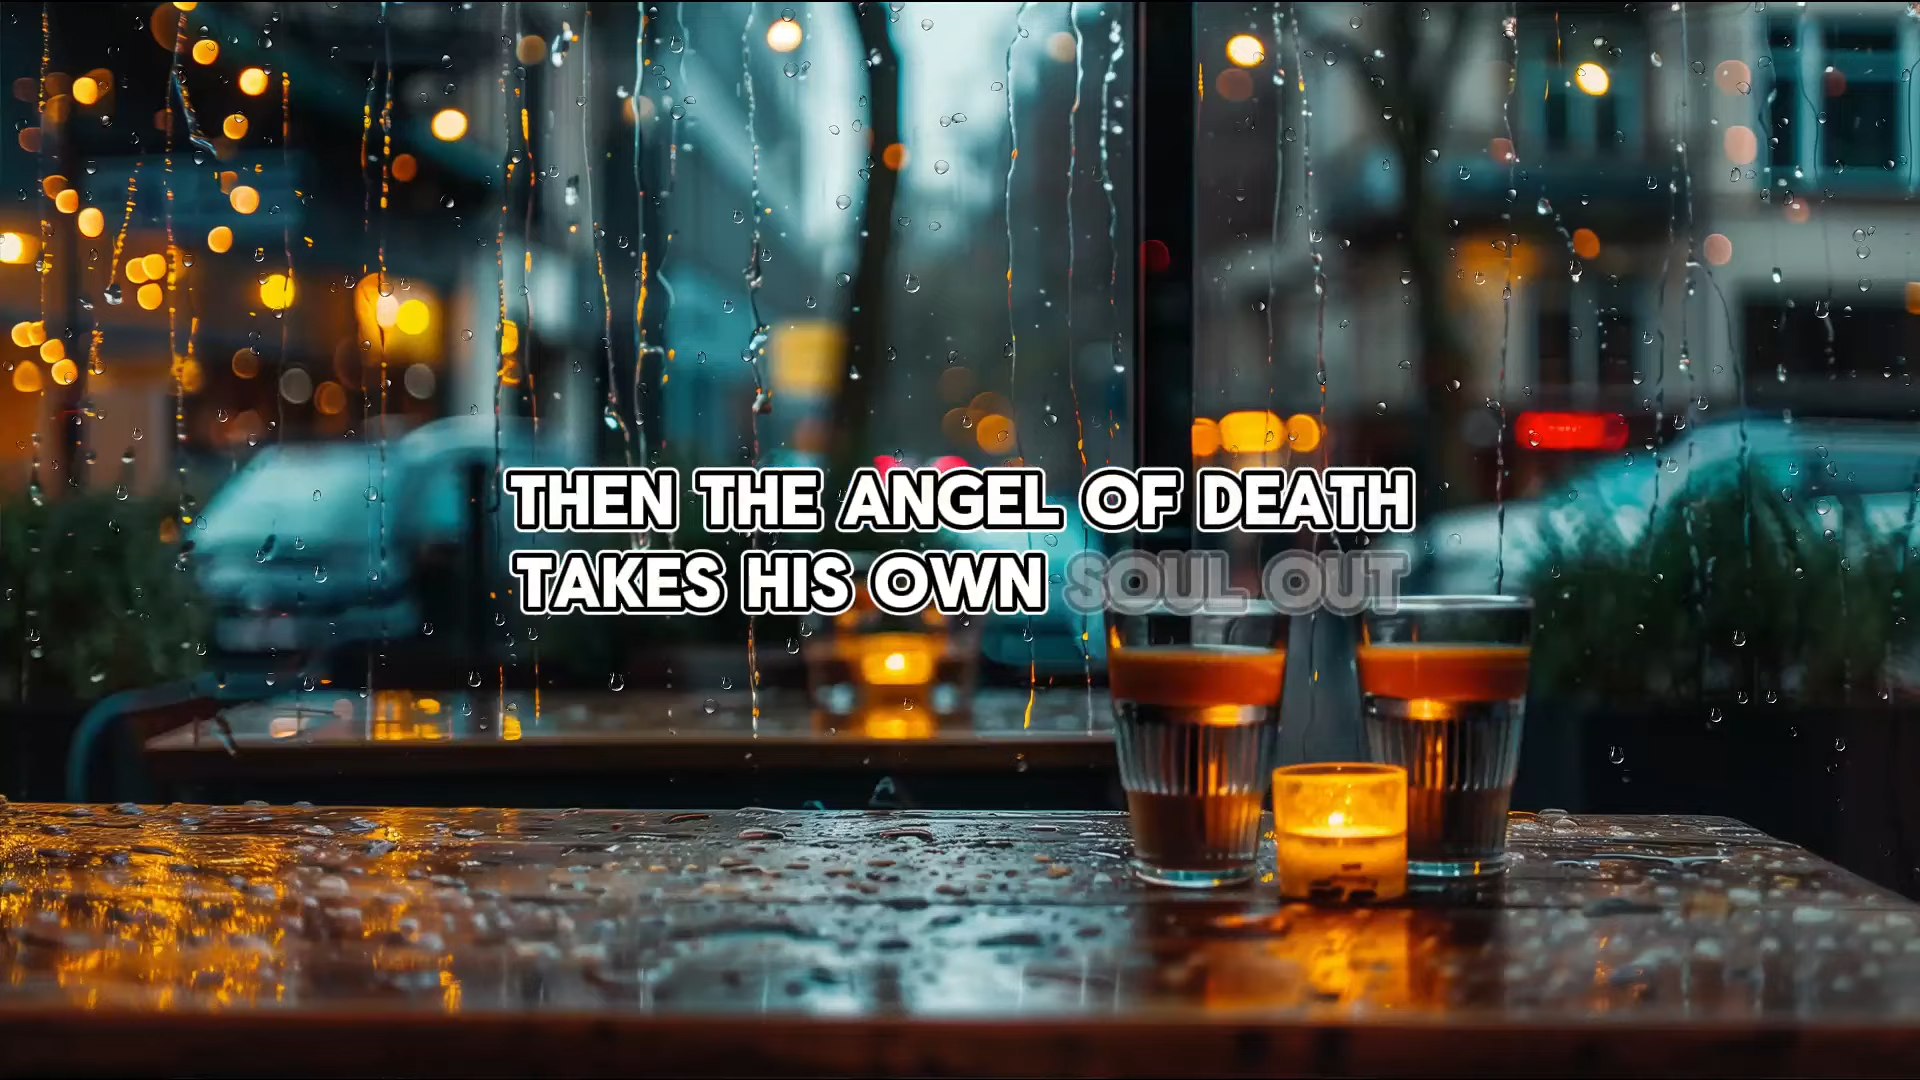 THEN THE ANGEL OF DEATH
TAKES HIS OWN SOUL OUT